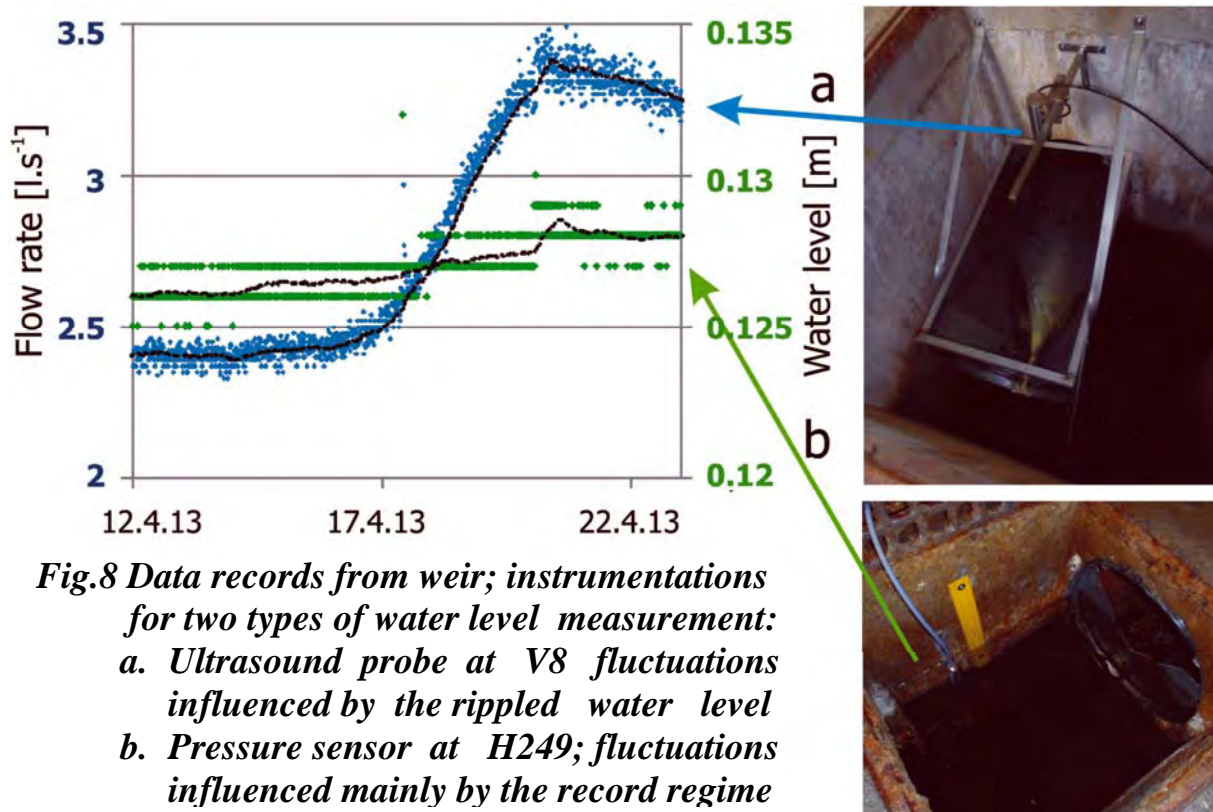 3.5
3
2.5
2
Flow rate [l.s⁻¹]
0.135
0.13
0.125
0.12
Water level [m]
a
b
12.4.13 17.4.13 22.4.13
Fig.8 Data records from weir; instrumentations
for two types of water level measurement:
a. Ultrasound probe at V8 fluctuations
influenced by the rippled water level
b. Pressure sensor at H249; fluctuations
influenced mainly by the record regime